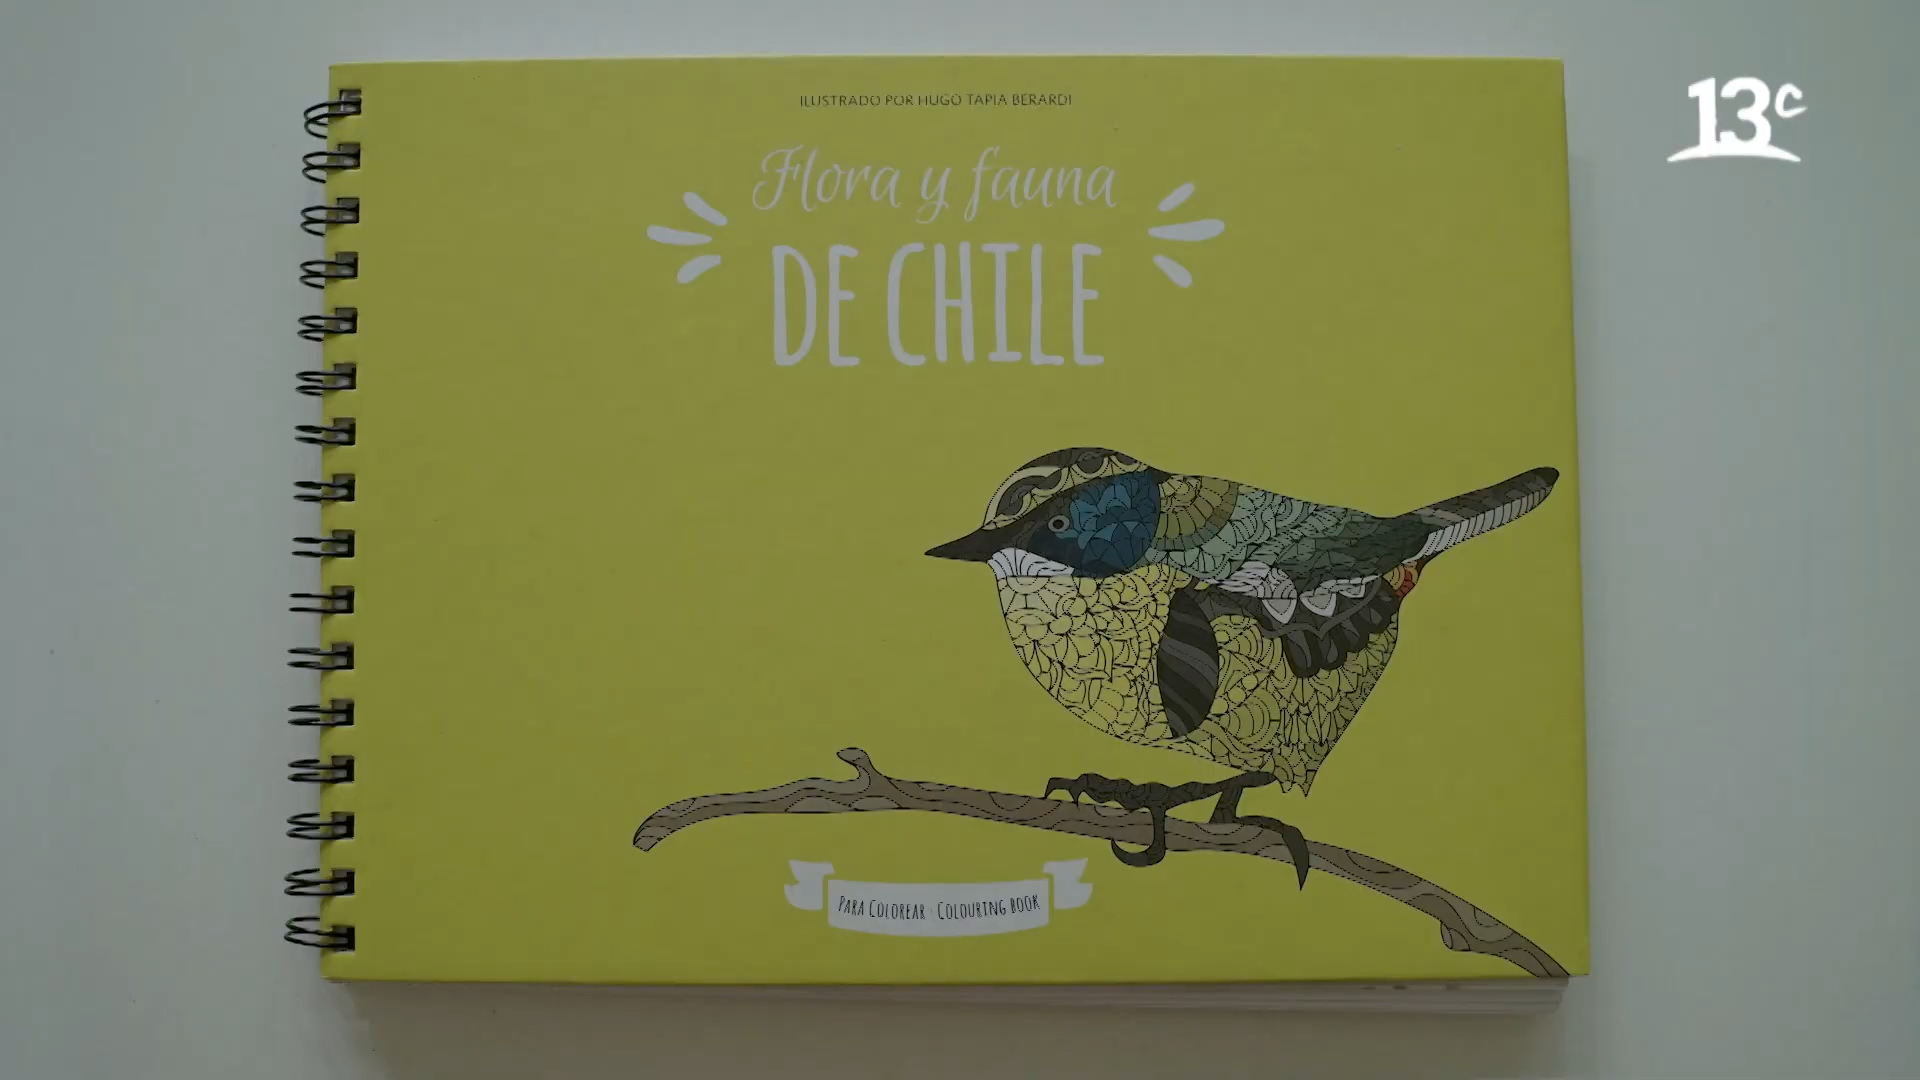 ILUSTRADO POR HUGO TAPIA BERARDI
13c
Flora y fauna
DE CHILE
PARA COLOREAR · COLOURING BOOK